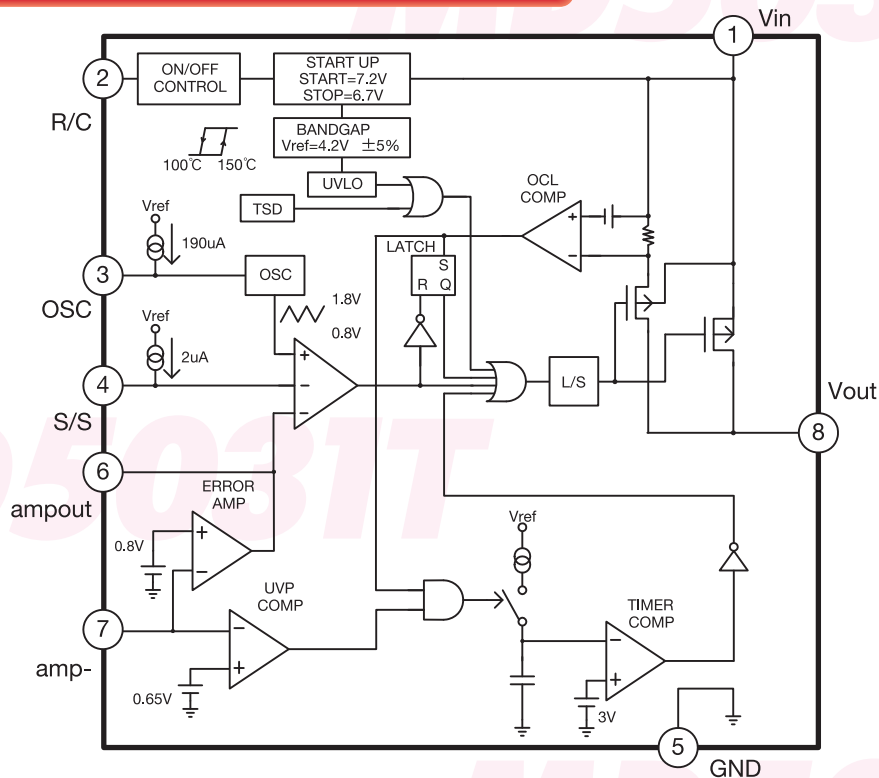 MD5031T
Vin
1
2
ON/OFF
CONTROL
START UP
START=7.2V
STOP=6.7V
R/C
BANDGAP
Vref=4.2V ±5%
100℃ 150℃
UVLO
TSD
OCL
COMP
Vref
190uA
LATCH
S
R Q
3
OSC
OSC
1.8V
0.8V
Vref
2uA
4
S/S
L/S
Vout
8
6
ampout
ERROR
AMP
0.8V
Vref
UVP
COMP
TIMER
COMP
7
amp-
0.65V
3V
5
GND